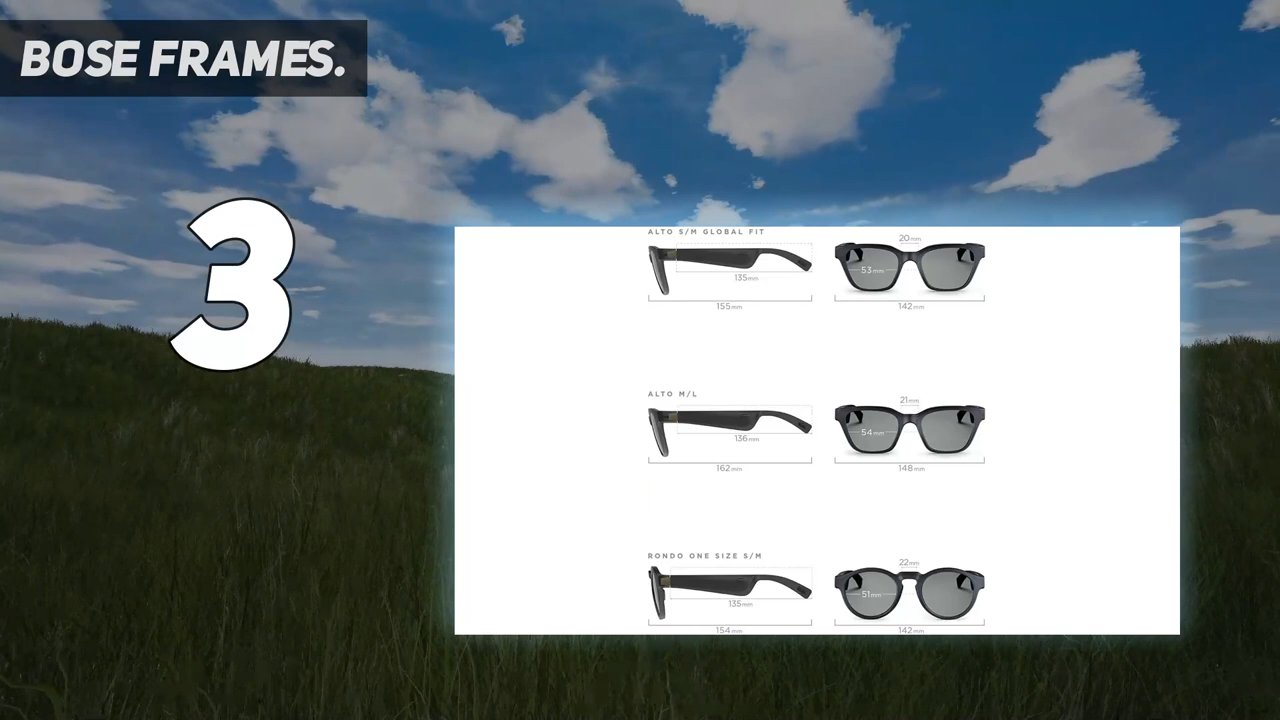 BOSE FRAMES.
3
ALTO S/M GLOBAL FIT
20mm
53mm
135mm
155mm
142mm
ALTO M/L
21mm
54mm
136mm
162mm
148mm
RONDO ONE SIZE S/M
22mm
51mm
135mm
154mm
142mm